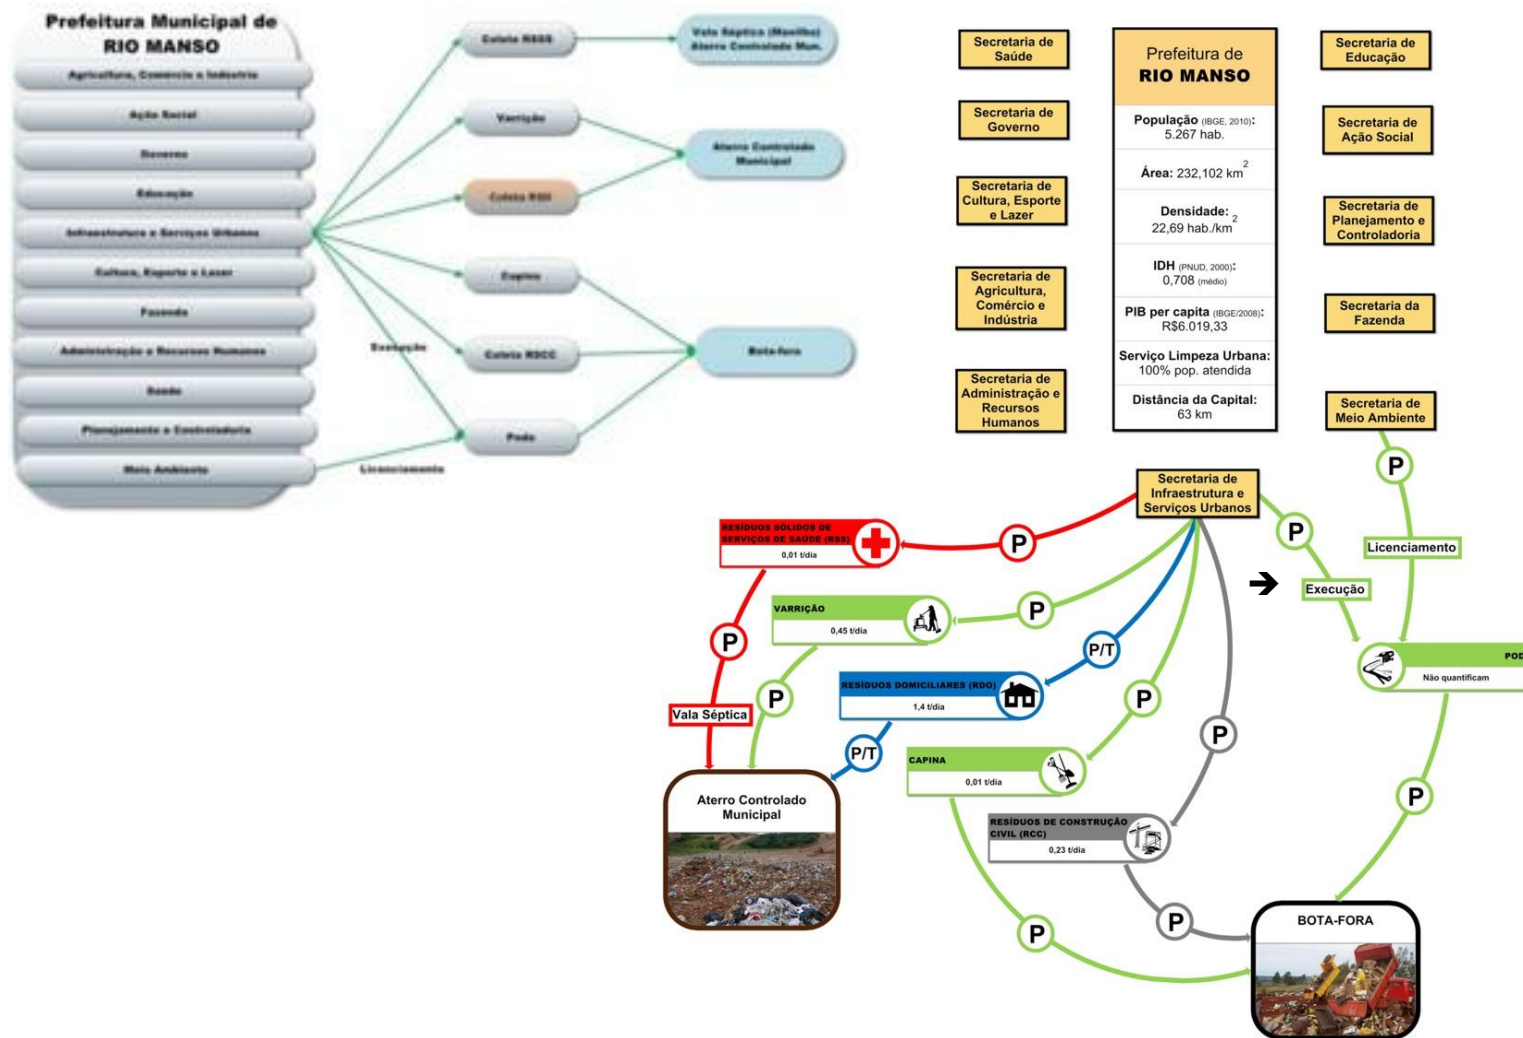 Prefeitura Municipal de
RIO MANSO
Agricultura, Comércio e Indústria
Ação Social
Governo
Educação
Infraestrutura e Serviços Urbanos
Cultura, Esporte e Lazer
Fazenda
Administração e Recursos Humanos
Saúde
Planejamento e Controladoria
Meio Ambiente
Execução
Licenciamento
Coleta RSSS
Varrição
Coleta RSD
Capina
Coleta RSCC
Poda
Vala Séptica (Manilha)
Aterro Controlado Mun.
Aterro Controlado
Municipal
Bota-fora
Secretaria de
Saúde
Secretaria de
Governo
Secretaria de
Cultura, Esporte
e Lazer
Secretaria de
Agricultura,
Comércio e
Indústria
Secretaria de
Administração e
Recursos
Humanos
Prefeitura de
RIO MANSO
População (IBGE, 2010):
5.267 hab.
Área: 232,102 km2
Densidade:
22,69 hab./km2
IDH (PNUD, 2000):
0,708 (médio)
PIB per capita (IBGE/2008):
R$6.019,33
Serviço Limpeza Urbana:
100% pop. atendida
Distância da Capital:
63 km
Secretaria de
Educação
Secretaria de
Ação Social
Secretaria de
Planejamento e
Controladoria
Secretaria da
Fazenda
Secretaria de
Meio Ambiente
Secretaria de
Infraestrutura e
Serviços Urbanos
P
P
P
Licenciamento
Execução
RESÍDUOS SÓLIDOS DE
SERVIÇOS DE SAÚDE (RSS)
0,01 t/dia
P
VARRIÇÃO
0,45 t/dia
P
P/T
POD
Não quantificam
RESÍDUOS DOMICILIARES (RDO)
1,4 t/dia
P
P
Vala Séptica
P
P/T
CAPINA
0,01 t/dia
P
Aterro Controlado
Municipal
RESÍDUOS DE CONSTRUÇÃO
CIVIL (RCC)
0,23 t/dia
P
P
P
BOTA-FORA